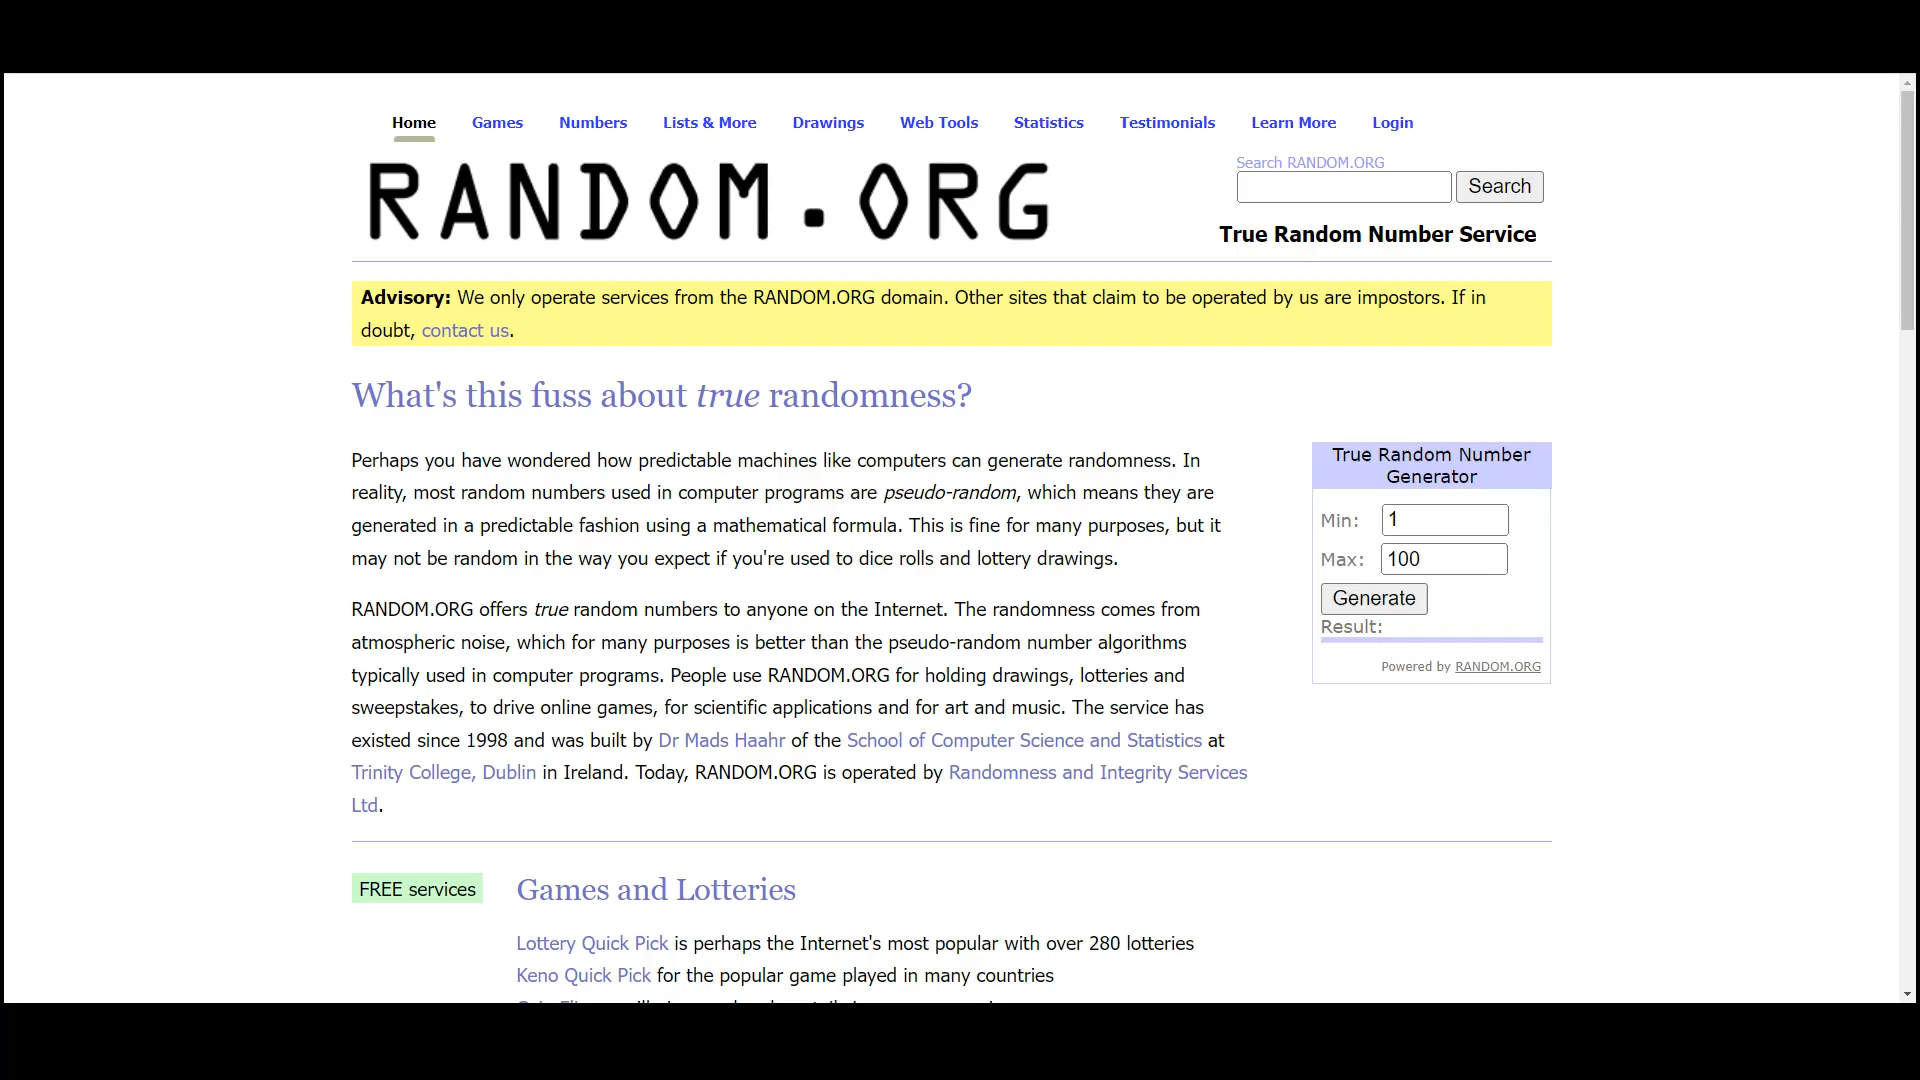 Home Games Numbers Lists & More Drawings Web Tools Statistics Testimonials Learn More Login
RANDOM.ORG
Search RANDOM.ORG
Search
True Random Number Service
Advisory: We only operate services from the RANDOM.ORG domain. Other sites that claim to be operated by us are impostors. If in
doubt, contact us.
What's this fuss about true randomness?
Perhaps you have wondered how predictable machines like computers can generate randomness. In
reality, most random numbers used in computer programs are pseudo-random, which means they are
generated in a predictable fashion using a mathematical formula. This is fine for many purposes, but it
may not be random in the way you expect if you're used to dice rolls and lottery drawings.
RANDOM.ORG offers true random numbers to anyone on the Internet. The randomness comes from
atmospheric noise, which for many purposes is better than the pseudo-random number algorithms
typically used in computer programs. People use RANDOM.ORG for holding drawings, lotteries and
sweepstakes, to drive online games, for scientific applications and for art and music. The service has
existed since 1998 and was built by Dr Mads Haahr of the School of Computer Science and Statistics at
Trinity College, Dublin in Ireland. Today, RANDOM.ORG is operated by Randomness and Integrity Services
Ltd.
True Random Number
Generator
Min: 1
Max: 100
Generate
Result:
Powered by RANDOM.ORG
FREE services
Games and Lotteries
Lottery Quick Pick is perhaps the Internet's most popular with over 280 lotteries
Keno Quick Pick for the popular game played in many countries